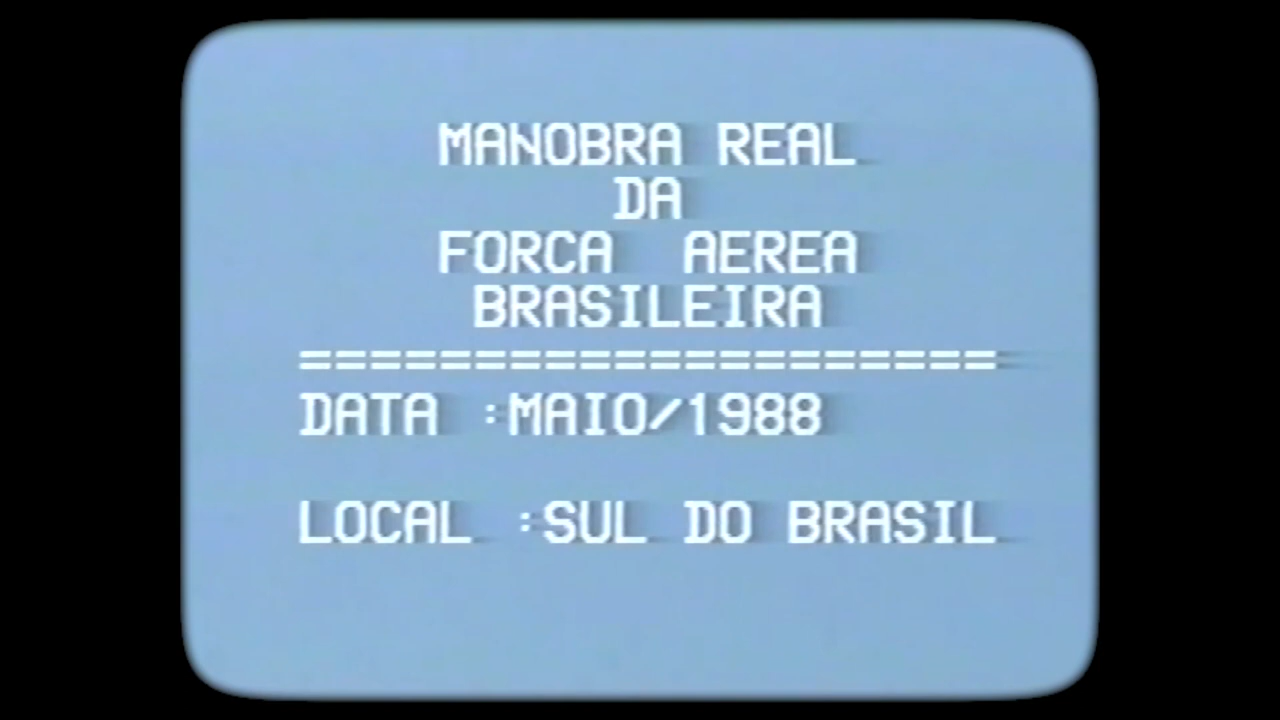 MANOBRA REAL
DA
FORCA AEREA
BRASILEIRA
====================
DATA :MAIO/1988
LOCAL :SUL DO BRASIL